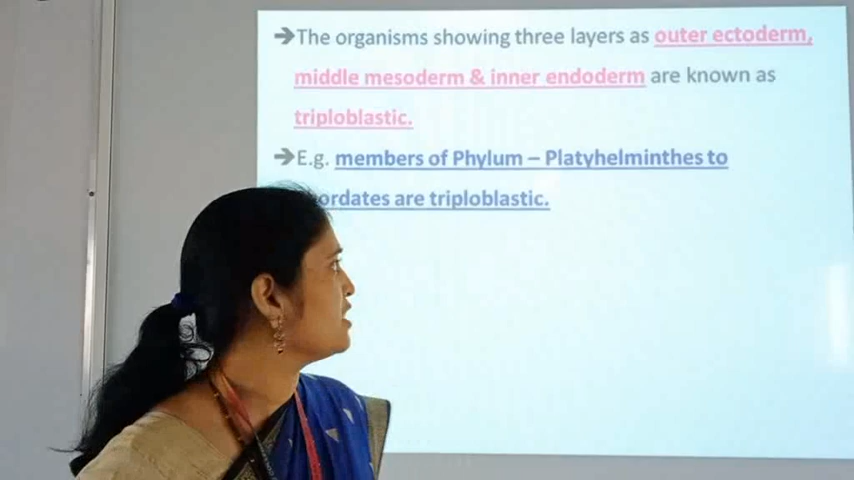 ➔The organisms showing three layers as outer ectoderm,
middle mesoderm & inner endoderm are known as
triploblastic.
➔E.g. members of Phylum – Platyhelminthes to
ordates are triploblastic.